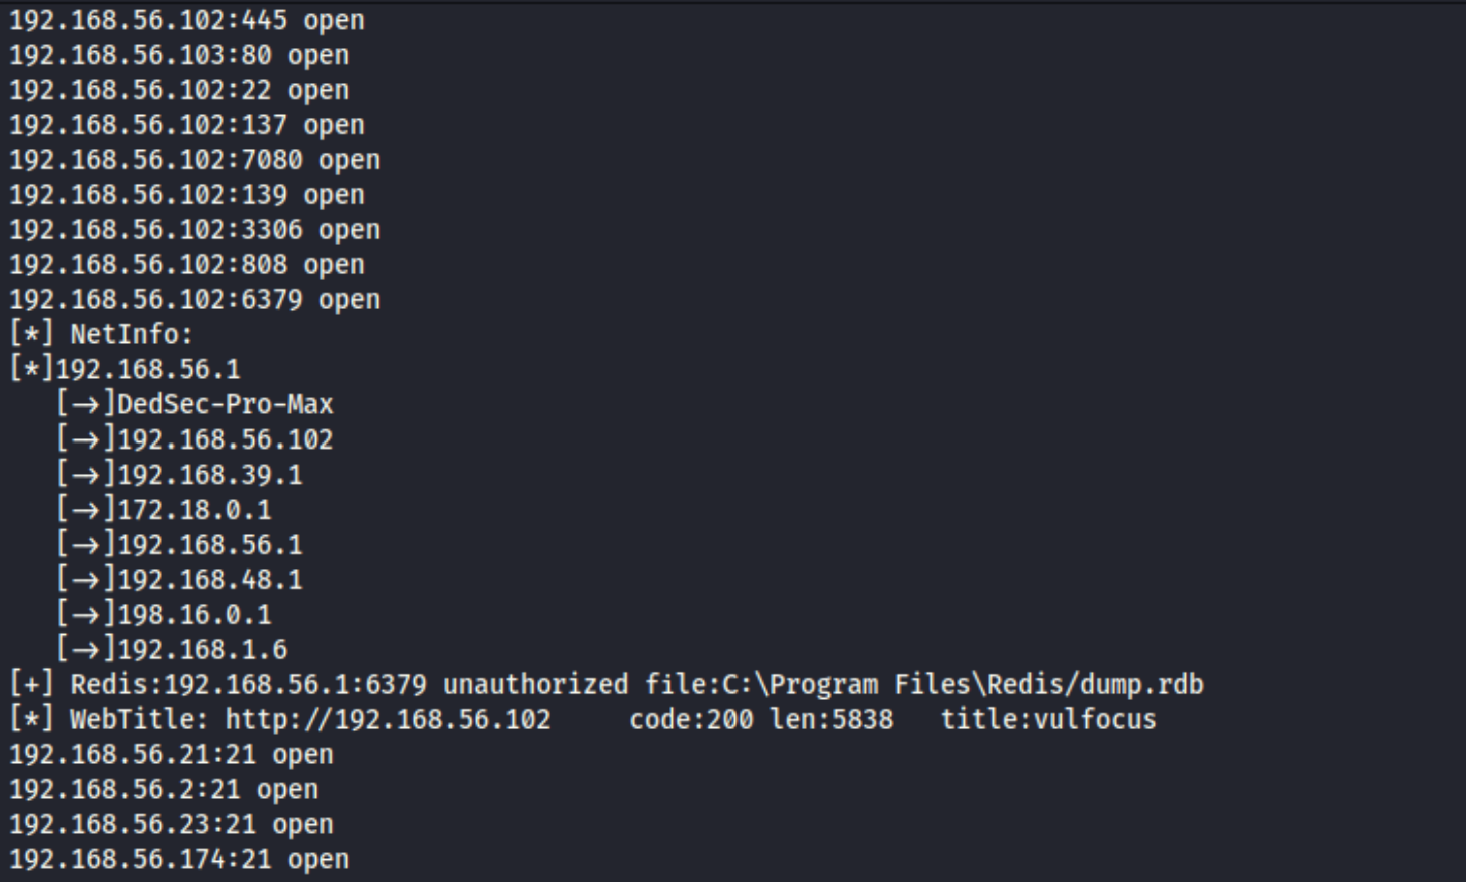 192.168.56.102:445 open
192.168.56.103:80 open
192.168.56.102:22 open
192.168.56.102:137 open
192.168.56.102:7080 open
192.168.56.102:139 open
192.168.56.102:3306 open
192.168.56.102:808 open
192.168.56.102:6379 open
[*] NetInfo:
[*]192.168.56.1
   [→]DedSec-Pro-Max
   [→]192.168.56.102
   [→]192.168.39.1
   [→]172.18.0.1
   [→]192.168.56.1
   [→]192.168.48.1
   [→]198.16.0.1
   [→]192.168.1.6
[+] Redis:192.168.56.1:6379 unauthorized file:C:\Program Files\Redis/dump.rdb
[*] WebTitle: http://192.168.56.102     code:200 len:5838   title:vulfocus
192.168.56.21:21 open
192.168.56.2:21 open
192.168.56.23:21 open
192.168.56.174:21 open